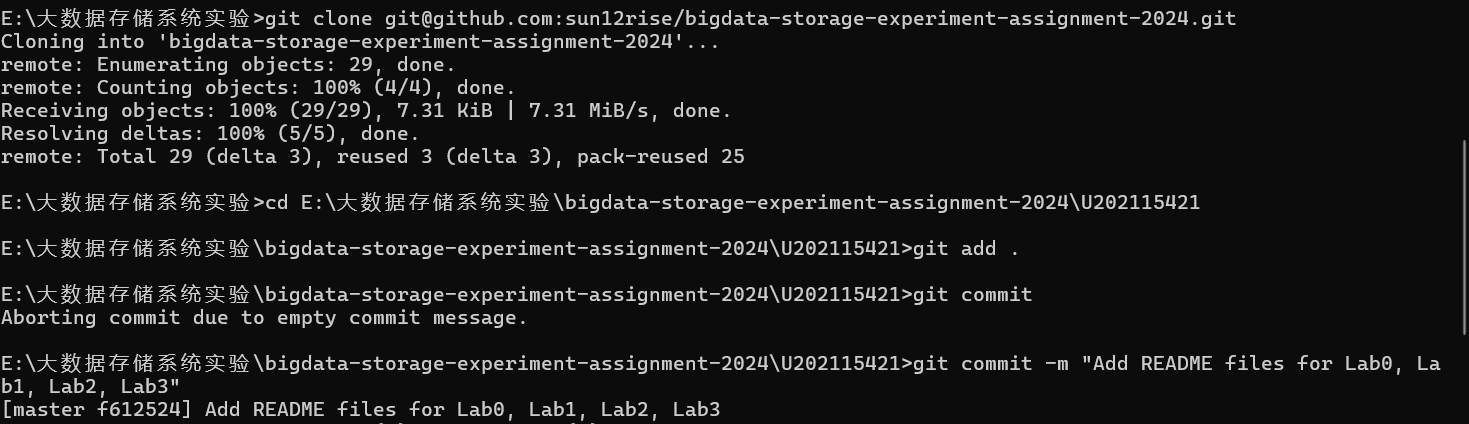 E:\大数据存储系统实验>git clone git@github.com:sun12rise/bigdata-storage-experiment-assignment-2024.git
Cloning into 'bigdata-storage-experiment-assignment-2024'...
remote: Enumerating objects: 29, done.
remote: Counting objects: 100% (4/4), done.
Receiving objects: 100% (29/29), 7.31 KiB | 7.31 MiB/s, done.
Resolving deltas: 100% (5/5), done.
remote: Total 29 (delta 3), reused 3 (delta 3), pack-reused 25
E:\大数据存储系统实验>cd E:\大数据存储系统实验\bigdata-storage-experiment-assignment-2024\U202115421
E:\大数据存储系统实验\bigdata-storage-experiment-assignment-2024\U202115421>git add .
E:\大数据存储系统实验\bigdata-storage-experiment-assignment-2024\U202115421>git commit
Aborting commit due to empty commit message.
E:\大数据存储系统实验\bigdata-storage-experiment-assignment-2024\U202115421>git commit -m "Add README files for Lab0, La
b1, Lab2, Lab3"
[master f612524] Add README files for Lab0, Lab1, Lab2, Lab3